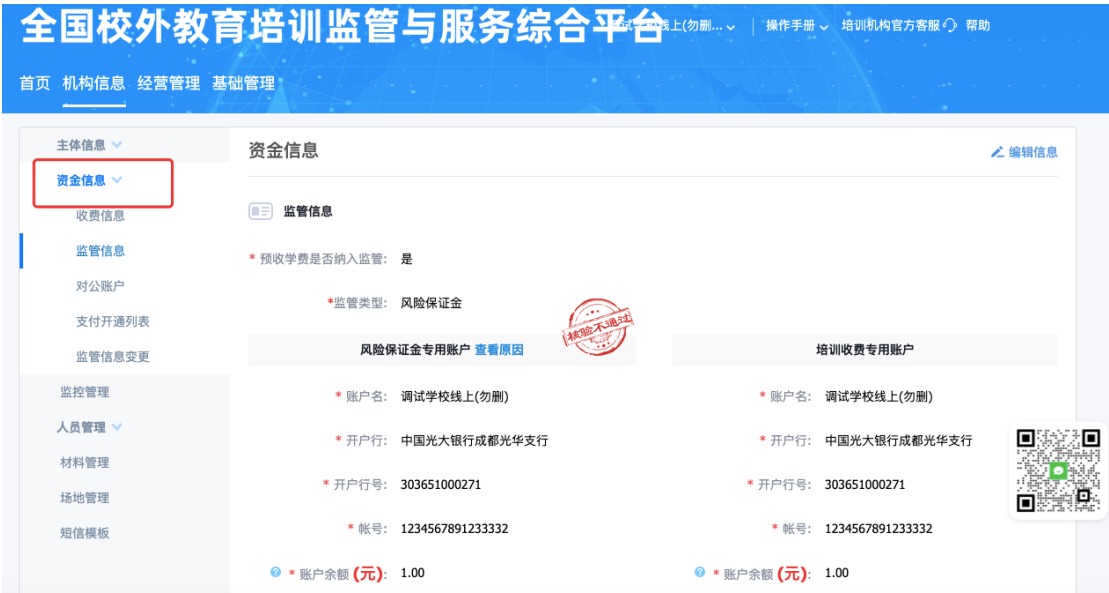 全国校外教育培训监管与服务综合平台
线上(勿删... 操作手册 培训机构官方客服 帮助
首页 机构信息 经营管理 基础管理
主体信息
资金信息
收费信息
监管信息
对公账户
支付开通列表
监管信息变更
监控管理
人员管理
材料管理
场地管理
短信模板
资金信息
编辑信息
监管信息
* 预收学费是否纳入监管: 是
*监管类型: 风险保证金
核验不通过
风险保证金专用账户 查看原因
* 账户名: 调试学校线上(勿删)
* 开户行: 中国光大银行成都光华支行
* 开户行号: 303651000271
* 帐号: 1234567891233332
* 账户余额 (元): 1.00
培训收费专用账户
* 账户名: 调试学校线上(勿删)
* 开户行: 中国光大银行成都光华支行
* 开户行号: 303651000271
* 帐号: 1234567891233332
* 账户余额 (元): 1.00